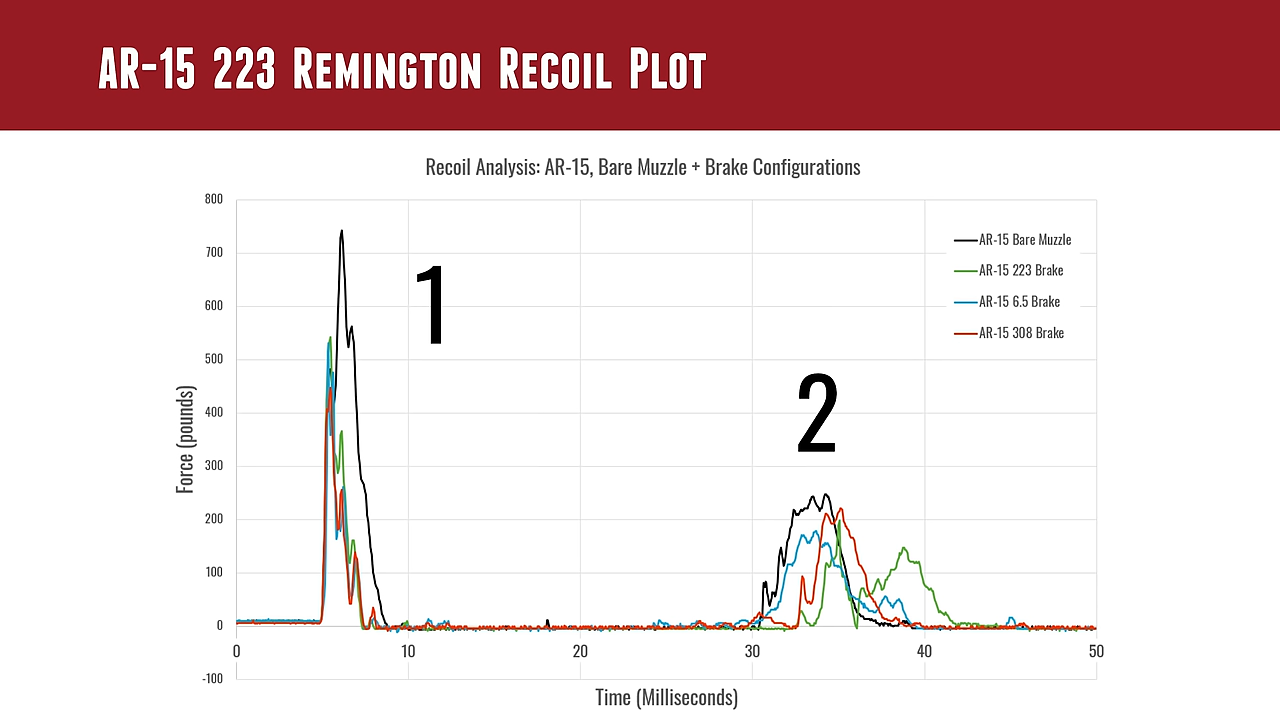 AR-15 223 Remington Recoil Plot
Recoil Analysis: AR-15, Bare Muzzle + Brake Configurations
800
700
600
500
400
300
200
100
0
-100
Force (pounds)
1
2
AR-15 Bare Muzzle
AR-15 223 Brake
AR-15 6.5 Brake
AR-15 308 Brake
0 10 20 30 40 50
Time (Milliseconds)